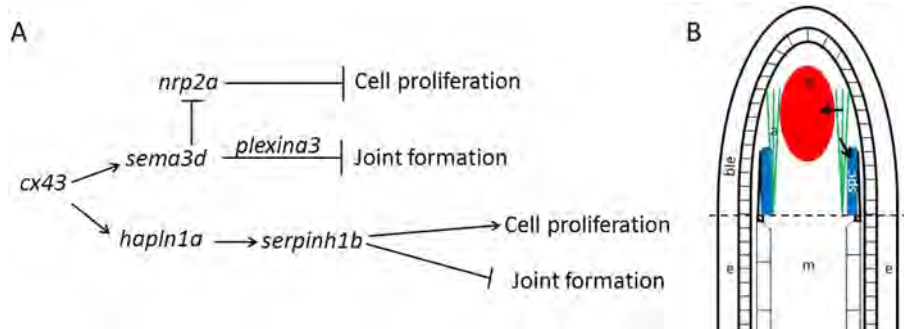 A
nrp2a Cell proliferation
plexina3
sema3d Joint formation
cx43
hapln1a serpinh1b Cell proliferation
Joint formation
B
a
ble
spc
e m e